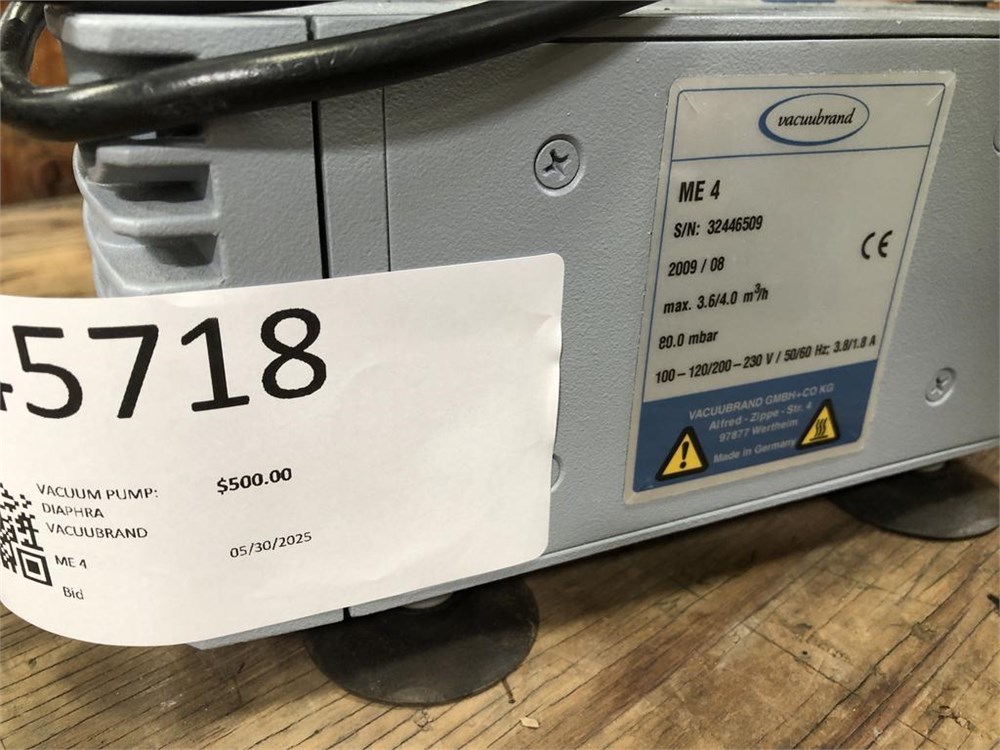 vacuubrand
ME 4
S/N: 32446509
2009 / 08
max. 3.6/4.0 m³/h
80.0 mbar
100-120/200-230 V / 50/60 Hz; 3.8/1.8 A
VACUUBRAND GMBH+CO KG
Alfred-Zippe-Str. 4
97877 Wertheim
Made in Germany
5718
VACUUM PUMP:
DIAPHRA
VACUUBRAND
ME 4
Bid
$500.00
05/30/2025